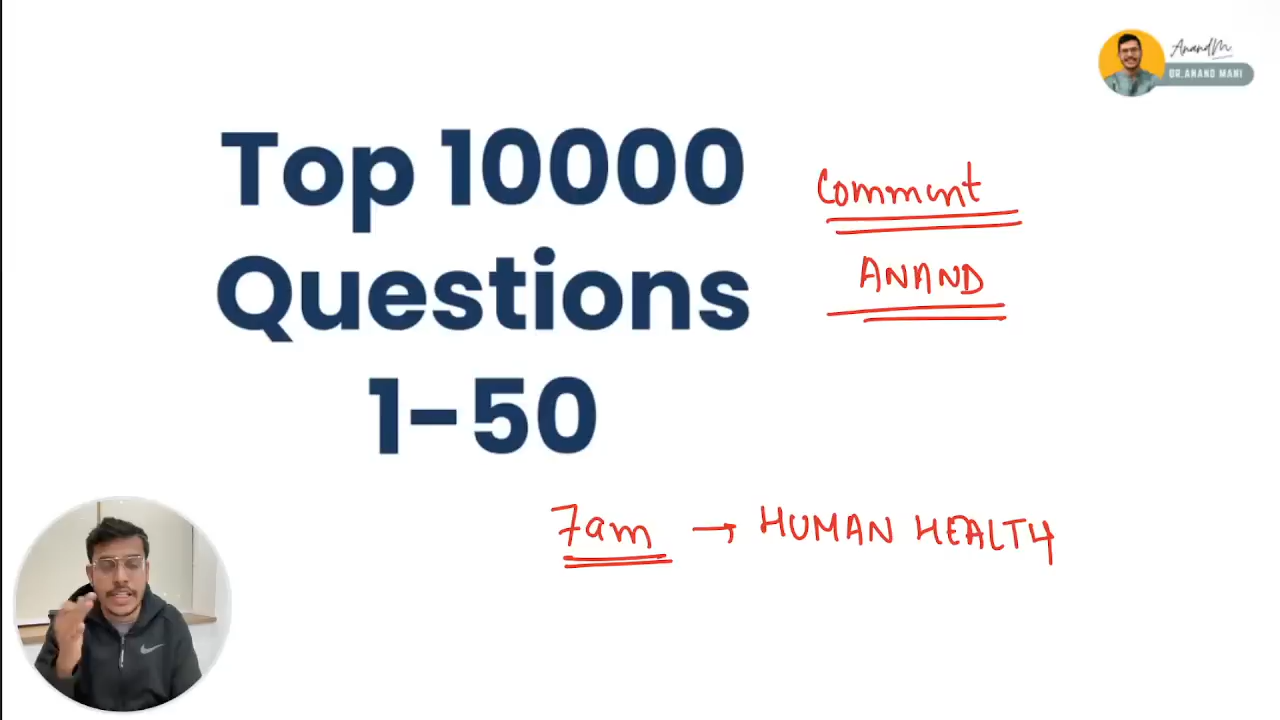 AnandM.
DR.ANAND MANI
Top 10000
Questions
1-50
Comment
ANAND
7am → HUMAN HEALTH